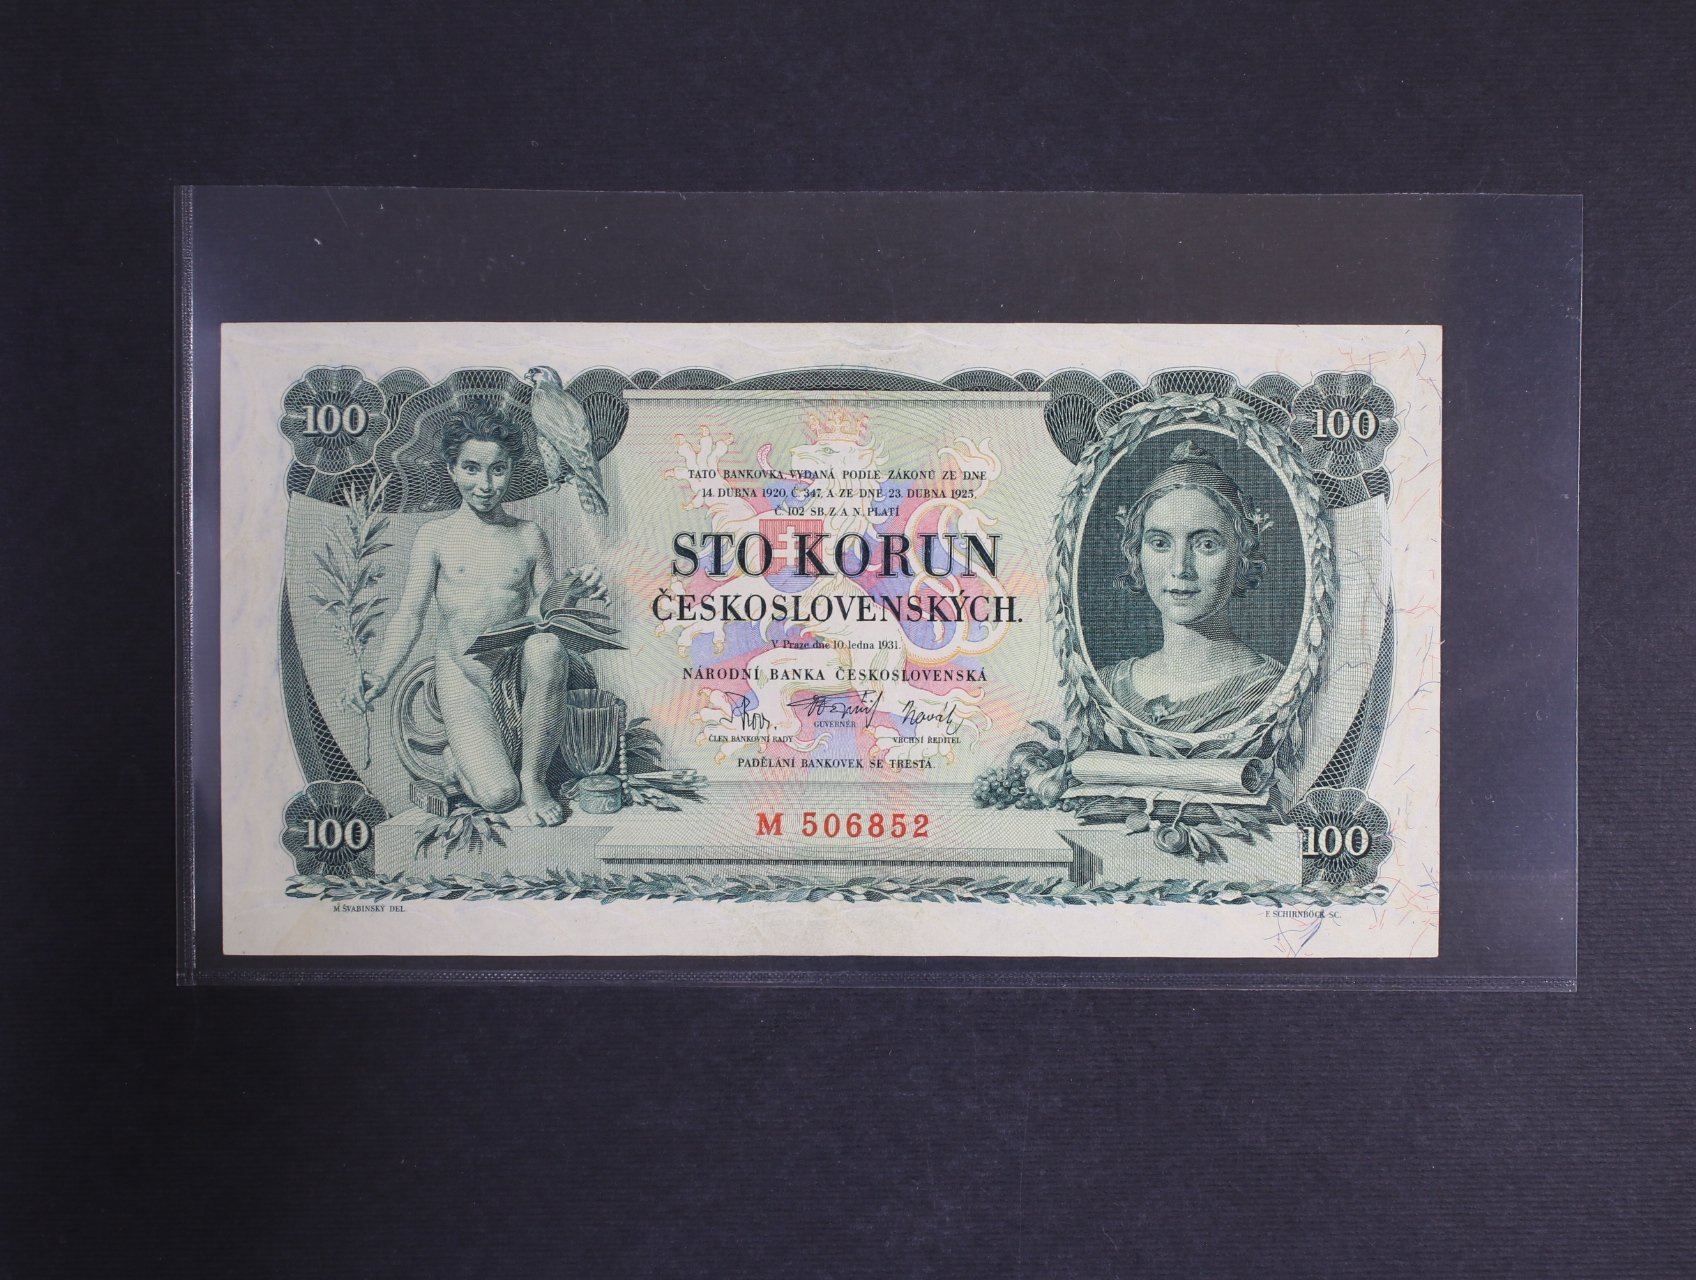 100
100
TATO BANKOVKA, VYDANÁ PODLE ZÁKONŮ ZE DNE
14. DUBNA 1920, Č. 347, A ZE DNE 23. DUBNA 1925,
Č. 102 SB. Z. A N. PLATÍ
STO KORUN
ČESKOSLOVENSKÝCH.
V Praze dne 10. ledna 1931.
NÁRODNÍ BANKA ČESKOSLOVENSKÁ
GUVERNÉR
ČLEN BANKOVNÍ RADY
VRCHNÍ ŘEDITEL
PADĚLÁNÍ BANKOVEK SE TRESTÁ.
M 506852
100
100
M. ŠVABINSKÝ DEL.
F. SCHIRNBÖCK SC.